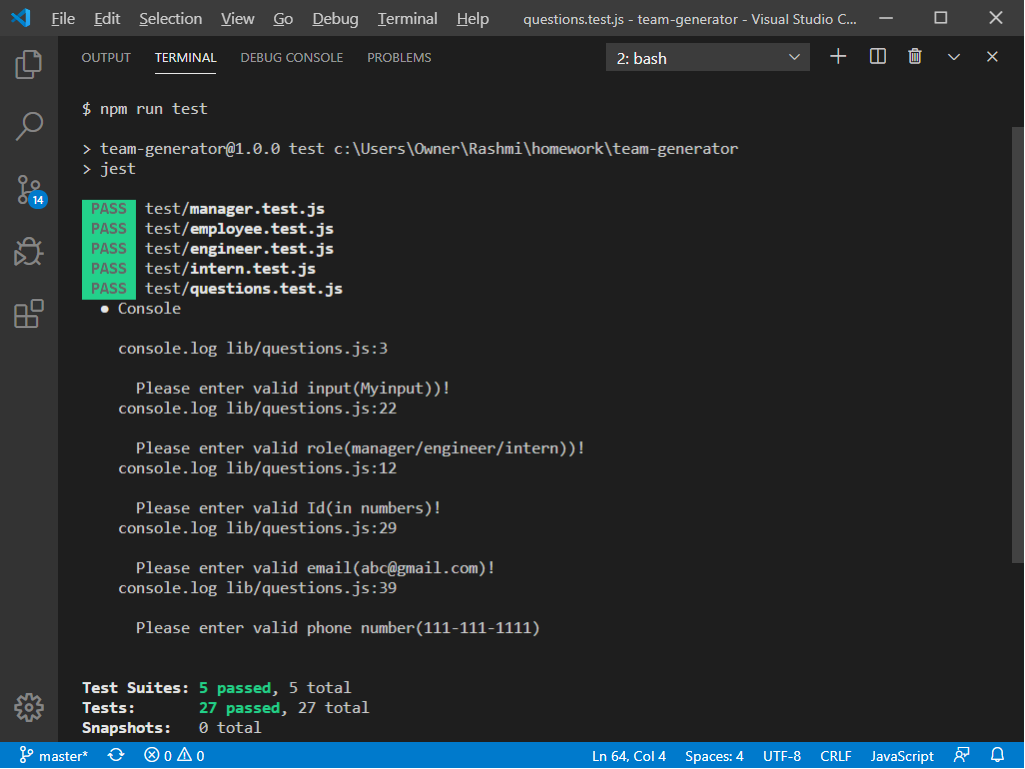 File Edit Selection View Go Debug Terminal Help questions.test.js - team-generator - Visual Studio C...
OUTPUT TERMINAL DEBUG CONSOLE PROBLEMS 2: bash
$ npm run test
> team-generator@1.0.0 test c:\Users\Owner\Rashmi\homework\team-generator
> jest
PASS test/manager.test.js
PASS test/employee.test.js
PASS test/engineer.test.js
PASS test/intern.test.js
PASS test/questions.test.js
● Console
console.log lib/questions.js:3
Please enter valid input(Myinput))!
console.log lib/questions.js:22
Please enter valid role(manager/engineer/intern))!
console.log lib/questions.js:12
Please enter valid Id(in numbers)!
console.log lib/questions.js:29
Please enter valid email(abc@gmail.com)!
console.log lib/questions.js:39
Please enter valid phone number(111-111-1111)
Test Suites: 5 passed, 5 total
Tests: 27 passed, 27 total
Snapshots: 0 total
14
master* 0 0 Ln 64, Col 4 Spaces: 4 UTF-8 CRLF JavaScript